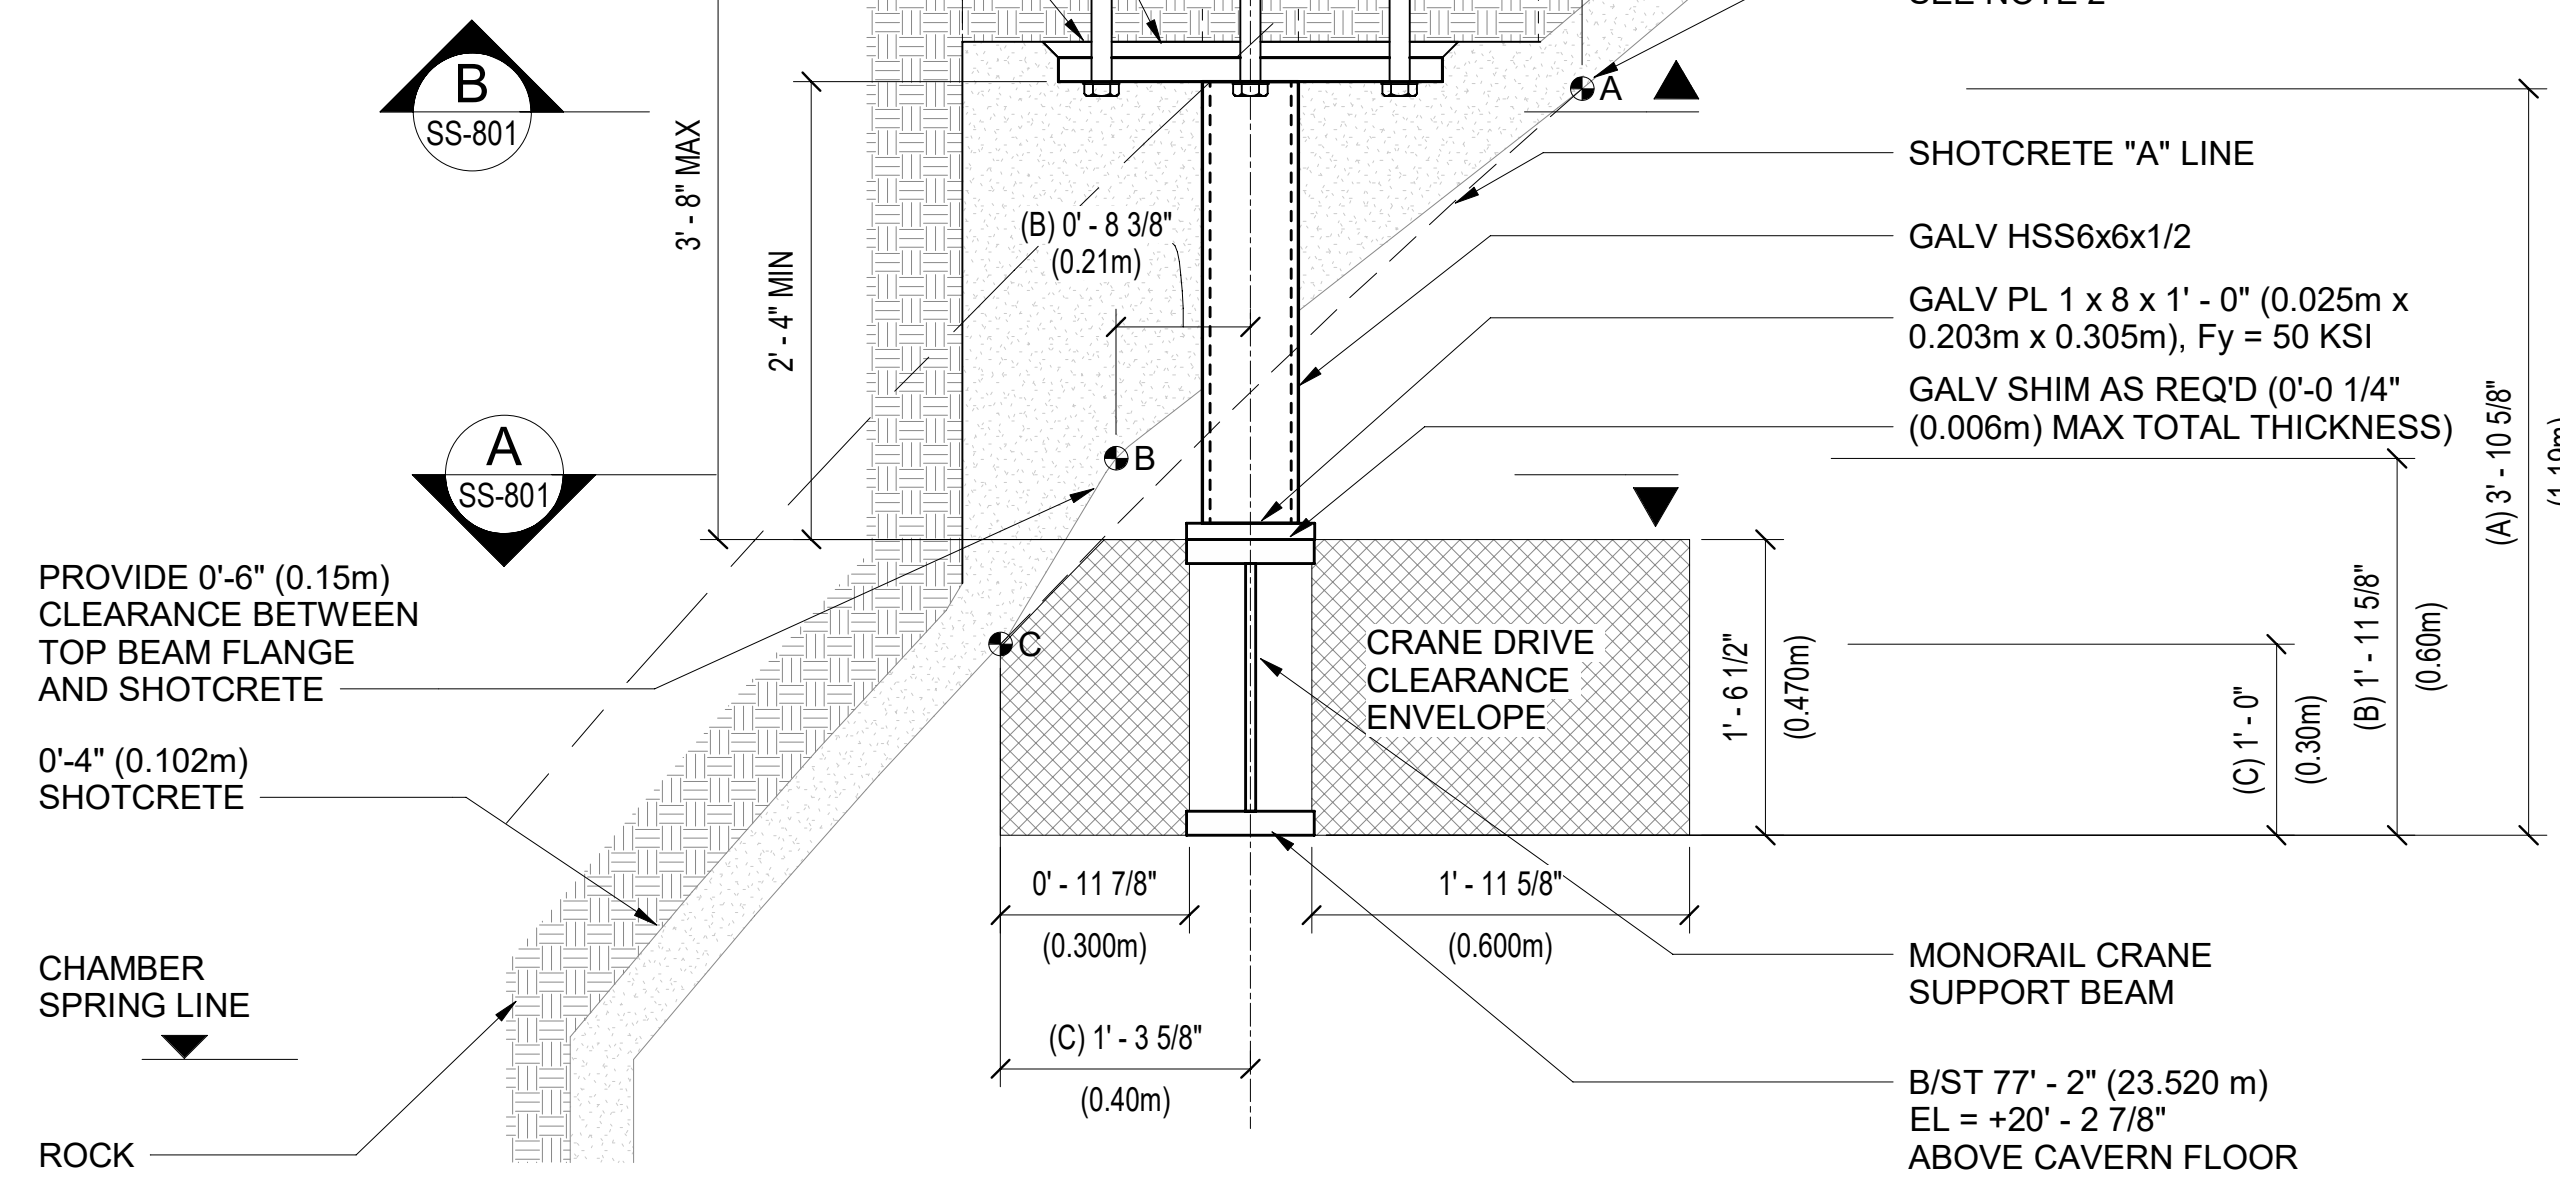 SEE NOTE 2
B
SS-801
A
SHOTCRETE "A" LINE
3' - 8" MAX
2' - 4" MIN
(B) 0' - 8 3/8"
(0.21m)
GALV HSS6x6x1/2
GALV PL 1 x 8 x 1' - 0" (0.025m x
0.203m x 0.305m), Fy = 50 KSI
GALV SHIM AS REQ'D (0'-0 1/4"
(0.006m) MAX TOTAL THICKNESS)
(A) 3' - 10 5/8"
(1.19m)
A
SS-801
B
PROVIDE 0'-6" (0.15m)
CLEARANCE BETWEEN
TOP BEAM FLANGE
AND SHOTCRETE
C
CRANE DRIVE
CLEARANCE
ENVELOPE
1' - 6 1/2"
(0.470m)
(C) 1' - 0"
(0.30m)
(B) 1' - 11 5/8"
(0.60m)
0'-4" (0.102m)
SHOTCRETE
0' - 11 7/8"
(0.300m)
1' - 11 5/8"
(0.600m)
CHAMBER
SPRING LINE
MONORAIL CRANE
SUPPORT BEAM
(C) 1' - 3 5/8"
(0.40m)
B/ST 77' - 2" (23.520 m)
EL = +20' - 2 7/8"
ABOVE CAVERN FLOOR
ROCK